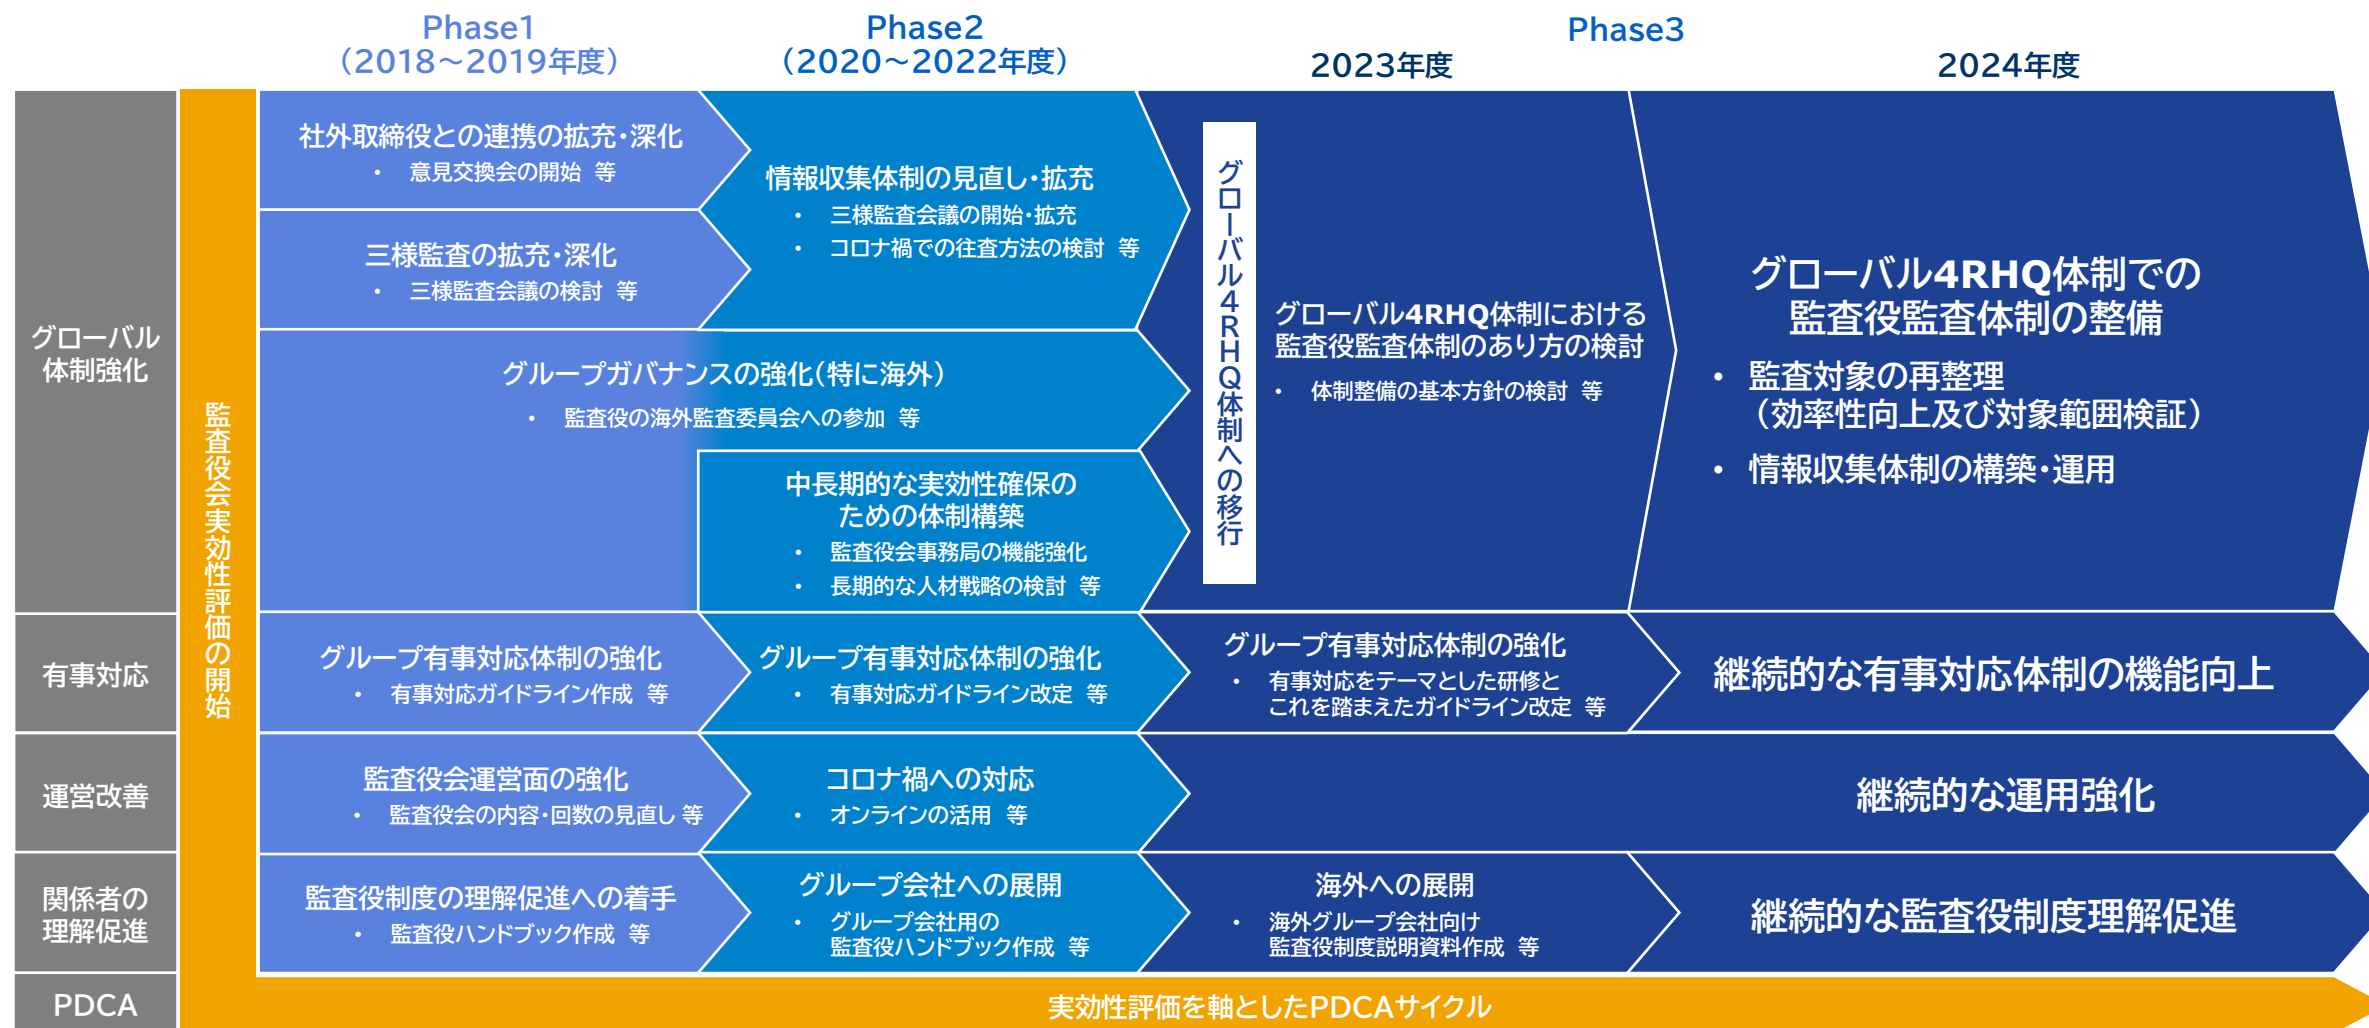 Phase1
（2018～2019年度）
Phase2
（2020～2022年度）
Phase3
2023年度
2024年度
グローバル
体制強化
有事対応
運営改善
関係者の
理解促進
PDCA
監査役会実効性評価の開始
社外取締役との連携の拡充・深化
• 意見交換会の開始 等
三様監査の拡充・深化
• 三様監査会議の検討 等
情報収集体制の見直し・拡充
• 三様監査会議の開始・拡充
• コロナ禍での往査方法の検討 等
グループガバナンスの強化（特に海外）
• 監査役の海外監査委員会への参加 等
中長期的な実効性確保の
ための体制構築
• 監査役会事務局の機能強化
• 長期的な人材戦略の検討 等
グローバル4RHQ体制への移行
グローバル4RHQ体制における
監査役監査体制のあり方の検討
• 体制整備の基本方針の検討 等
グローバル4RHQ体制での
監査役監査体制の整備
• 監査対象の再整理
（効率性向上及び対象範囲検証）
• 情報収集体制の構築・運用
グループ有事対応体制の強化
• 有事対応ガイドライン作成 等
グループ有事対応体制の強化
• 有事対応ガイドライン改定 等
グループ有事対応体制の強化
• 有事対応をテーマとした研修と
これを踏まえたガイドライン改定 等
継続的な有事対応体制の機能向上
監査役会運営面の強化
• 監査役会の内容・回数の見直し 等
コロナ禍への対応
• オンラインの活用 等
継続的な運用強化
監査役制度の理解促進への着手
• 監査役ハンドブック作成 等
グループ会社への展開
• グループ会社用の
監査役ハンドブック作成 等
海外への展開
• 海外グループ会社向け
監査役制度説明資料作成 等
継続的な監査役制度理解促進
実効性評価を軸としたPDCAサイクル